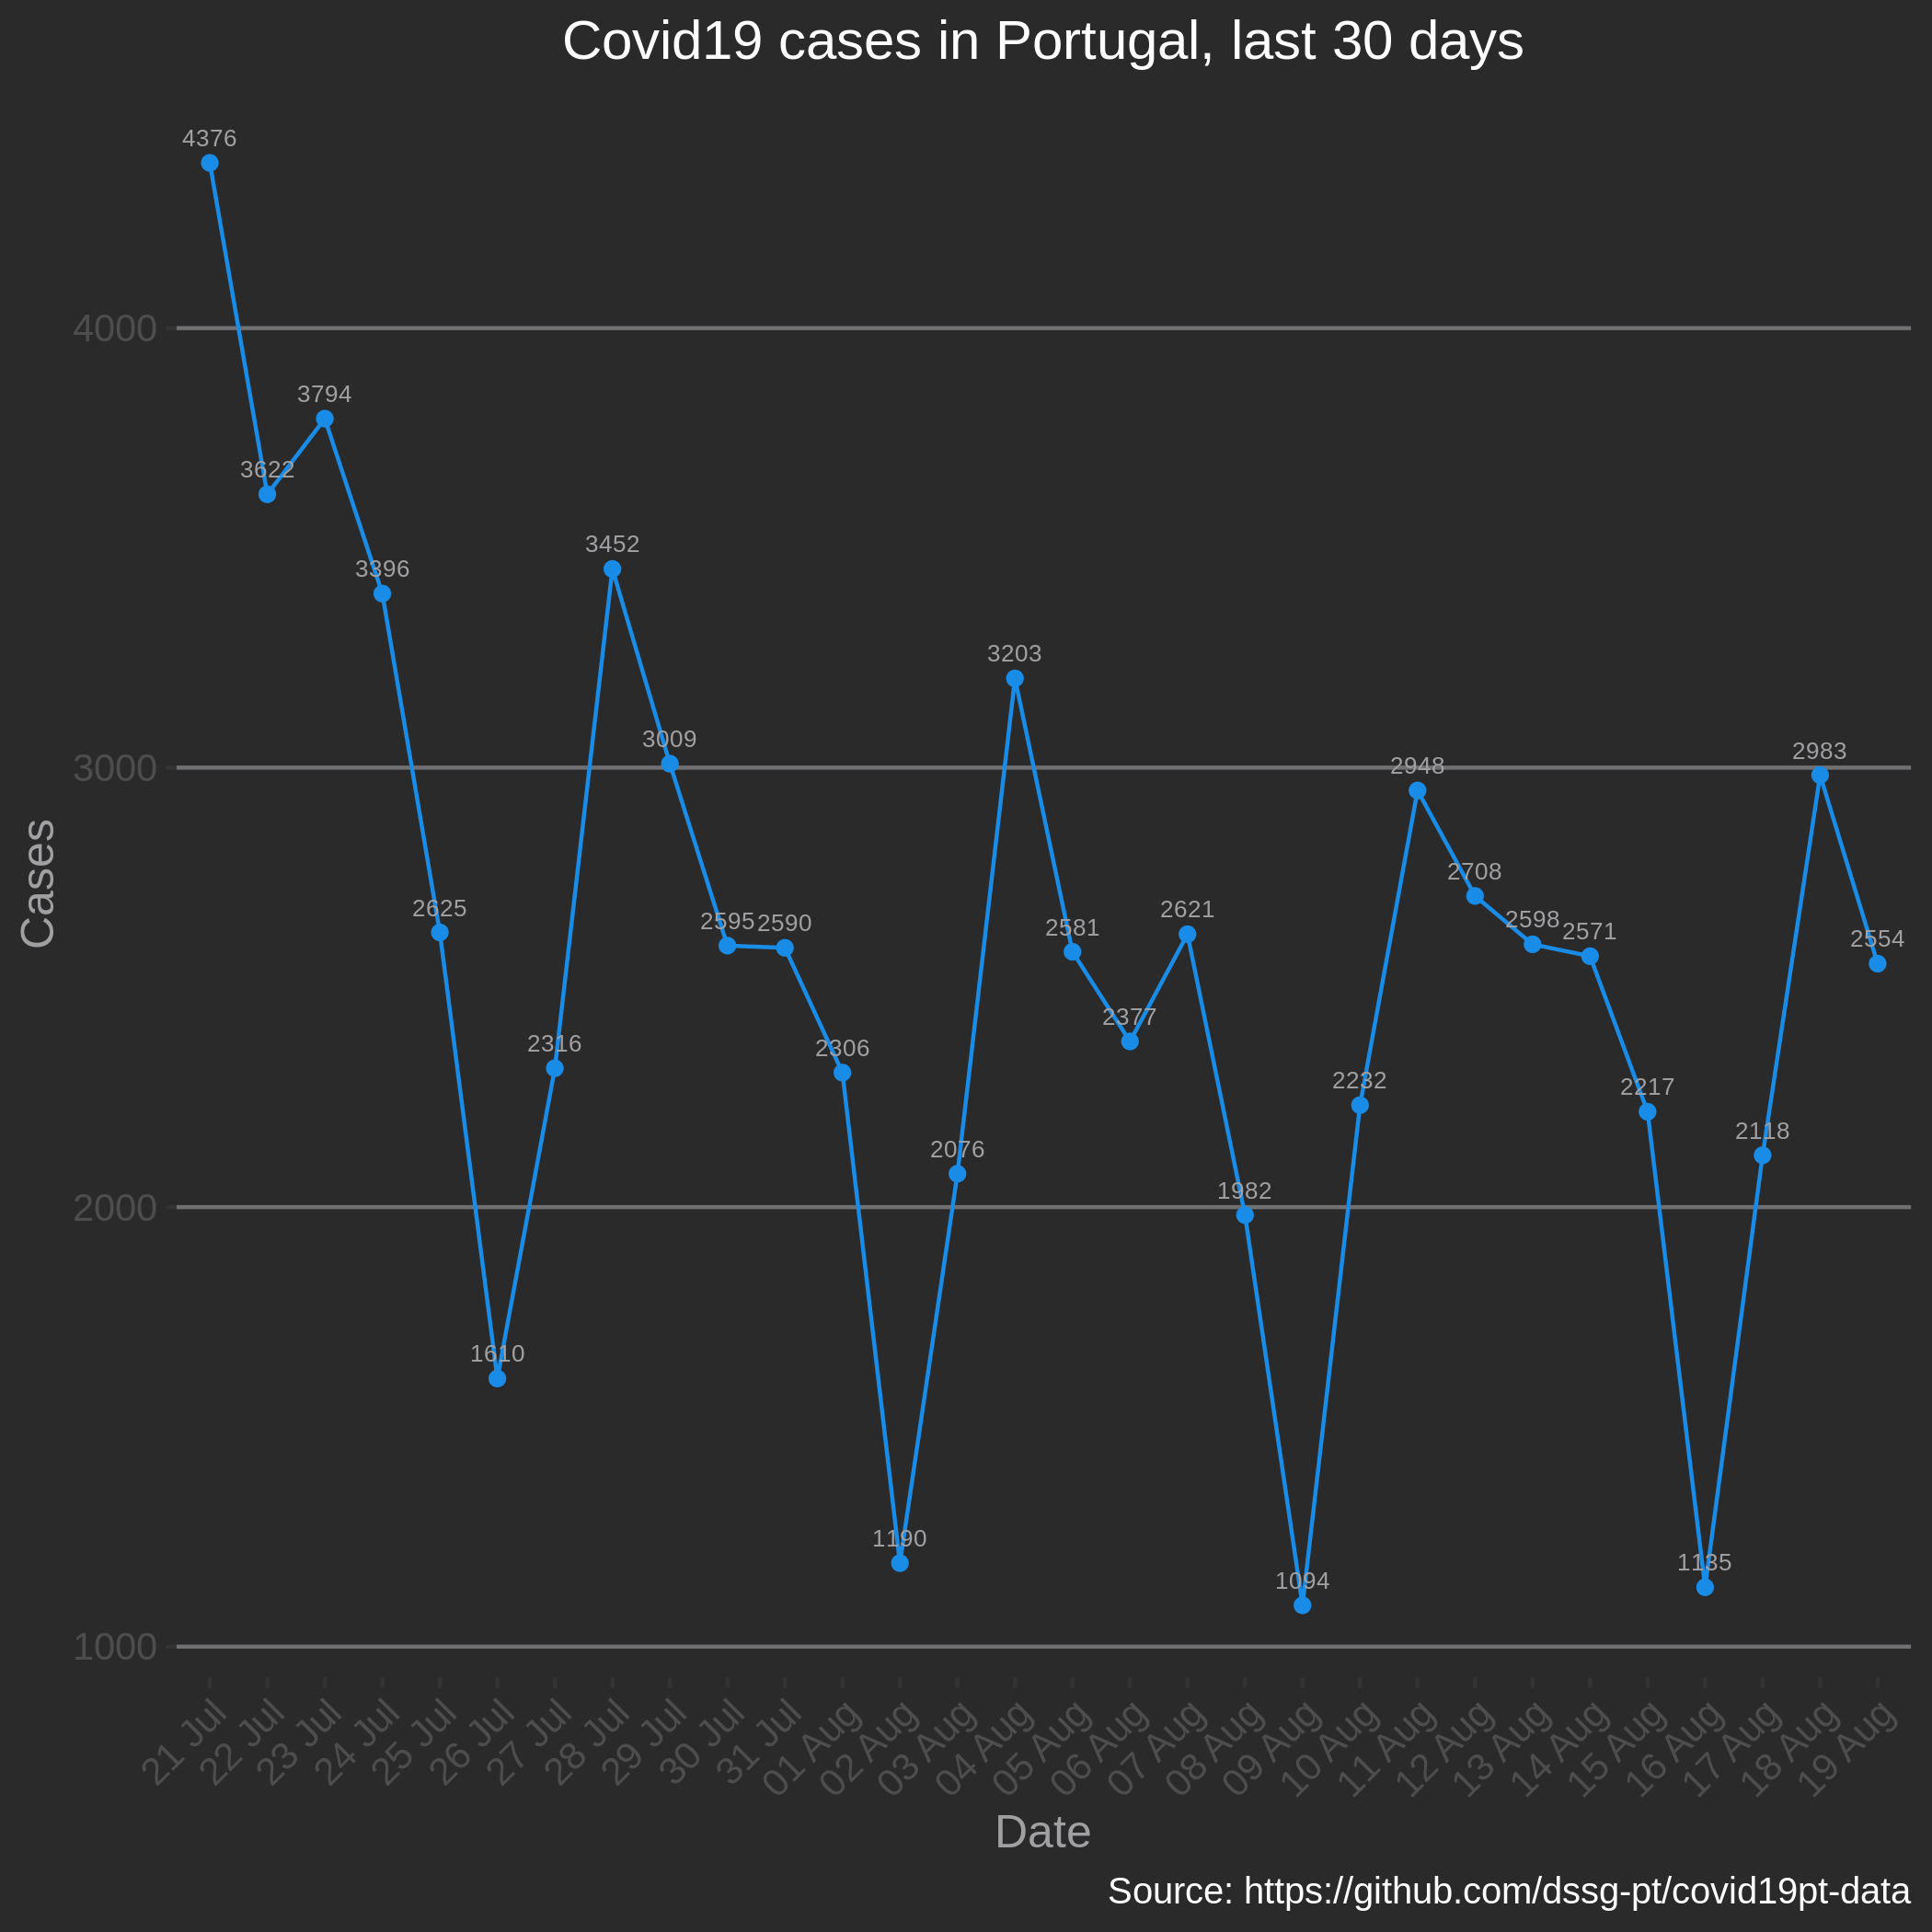 Covid19 cases in Portugal, last 30 days
4376
4000
3794
3622
3452
3396
3203
3009
3000
2983
2948
2708
2625
2621
2595
2590
2598
2581
2571
2554
2377
2316
2306
2232
2217
2118
2076
2000
1982
1610
1190
1135
1094
1000
Cases
21 Jul
22 Jul
23 Jul
24 Jul
25 Jul
26 Jul
27 Jul
28 Jul
29 Jul
30 Jul
31 Jul
01 Aug
02 Aug
03 Aug
04 Aug
05 Aug
06 Aug
07 Aug
08 Aug
09 Aug
10 Aug
11 Aug
12 Aug
13 Aug
14 Aug
15 Aug
16 Aug
17 Aug
18 Aug
19 Aug
Date
Source: https://github.com/dssg-pt/covid19pt-data